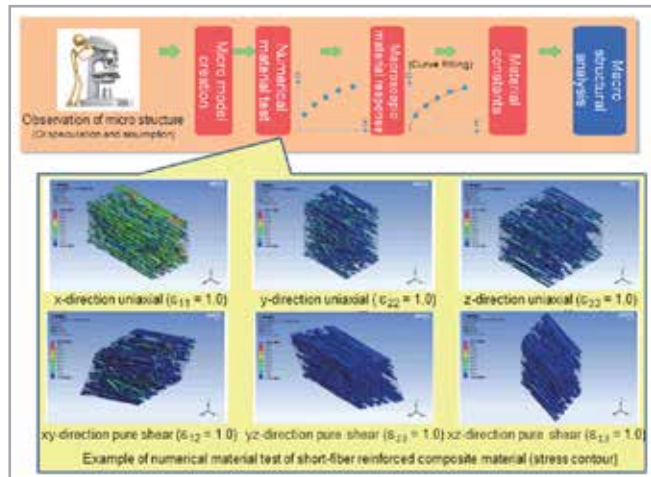 Observation of micro structure
(Or speculation and assumption)
Micro model
creation
Numerical
material test
Macroscopic
material response
(Curve fitting)
Material
constants
Macro
structural
analysis
x-direction uniaxial (ε11 = 1.0)
y-direction uniaxial ( ε22 = 1.0)
z-direction uniaxial (ε33 = 1.0)
xy-direction pure shear (ε12 = 1.0)
yz-direction pure shear (ε23 = 1.0)
xz-direction pure shear (ε13 = 1.0)
Example of numerical material test of short-fiber reinforced composite material (stress contour)